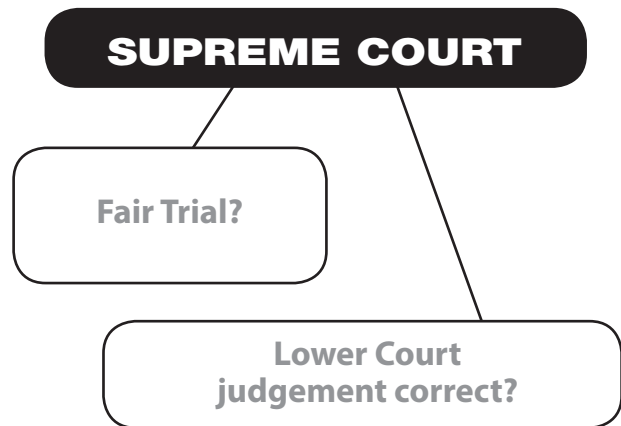 SUPREME COURT
Fair Trial?
Lower Court
judgement correct?